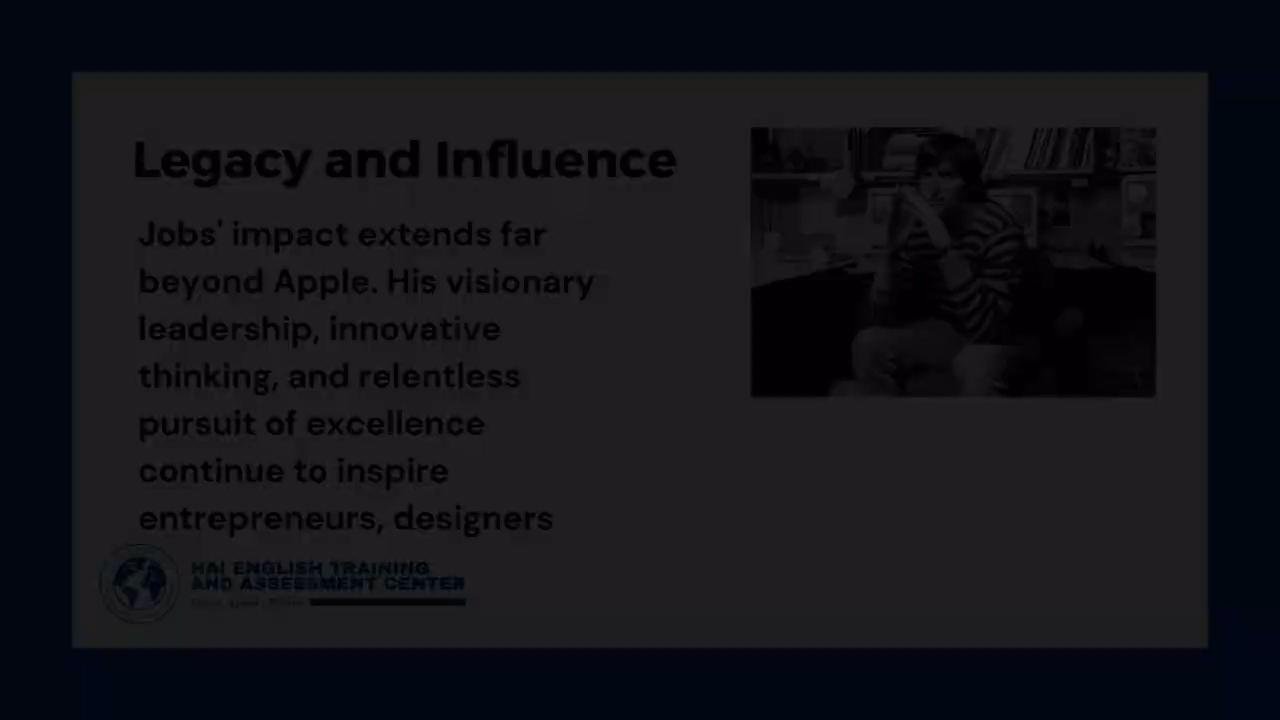 Legacy and Influence
Jobs' impact extends far
beyond Apple. His visionary
leadership, innovative
thinking, and relentless
pursuit of excellence
continue to inspire
entrepreneurs, designers
HAI ENGLISH TRAINING
AND ASSESSMENT CENTER